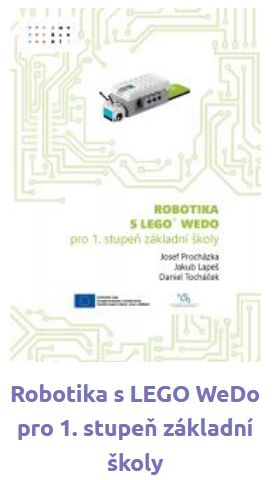 ROBOTIKA
S LEGO® WEDO
pro 1. stupeň základní školy
Josef Procházka
Jakub Lapeš
Daniel Tocháček
Robotika s LEGO WeDo
pro 1. stupeň základní
školy